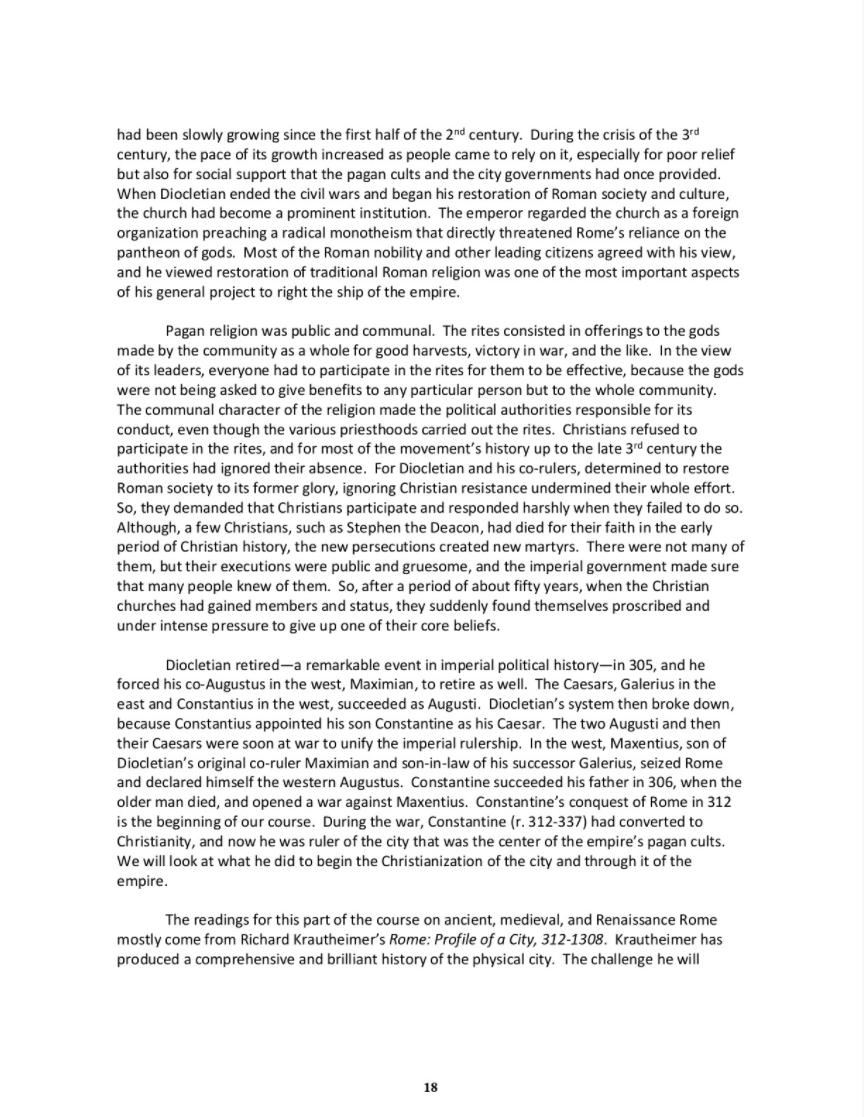 had been slowly growing since the first half of the 2nd century.  During the crisis of the 3rd
century, the pace of its growth increased as people came to rely on it, especially for poor relief
but also for social support that the pagan cults and the city governments had once provided.
When Diocletian ended the civil wars and began his restoration of Roman society and culture,
the church had become a prominent institution.  The emperor regarded the church as a foreign
organization preaching a radical monotheism that directly threatened Rome’s reliance on the
pantheon of gods.  Most of the Roman nobility and other leading citizens agreed with his view,
and he viewed restoration of traditional Roman religion was one of the most important aspects
of his general project to right the ship of the empire.
Pagan religion was public and communal.  The rites consisted in offerings to the gods
made by the community as a whole for good harvests, victory in war, and the like.  In the view
of its leaders, everyone had to participate in the rites for them to be effective, because the gods
were not being asked to give benefits to any particular person but to the whole community.
The communal character of the religion made the political authorities responsible for its
conduct, even though the various priesthoods carried out the rites.  Christians refused to
participate in the rites, and for most of the movement’s history up to the late 3rd century the
authorities had ignored their absence.  For Diocletian and his co-rulers, determined to restore
Roman society to its former glory, ignoring Christian resistance undermined their whole effort.
So, they demanded that Christians participate and responded harshly when they failed to do so.
Although, a few Christians, such as Stephen the Deacon, had died for their faith in the early
period of Christian history, the new persecutions created new martyrs.  There were not many of
them, but their executions were public and gruesome, and the imperial government made sure
that many people knew of them.  So, after a period of about fifty years, when the Christian
churches had gained members and status, they suddenly found themselves proscribed and
under intense pressure to give up one of their core beliefs.
Diocletian retired—a remarkable event in imperial political history—in 305, and he
forced his co-Augustus in the west, Maximian, to retire as well.  The Caesars, Galerius in the
east and Constantius in the west, succeeded as Augusti.  Diocletian’s system then broke down,
because Constantius appointed his son Constantine as his Caesar.  The two Augusti and then
their Caesars were soon at war to unify the imperial rulership.  In the west, Maxentius, son of
Diocletian’s original co-ruler Maximian and son-in-law of his successor Galerius, seized Rome
and declared himself the western Augustus.  Constantine succeeded his father in 306, when the
older man died, and opened a war against Maxentius.  Constantine’s conquest of Rome in 312
is the beginning of our course.  During the war, Constantine (r. 312-337) had converted to
Christianity, and now he was ruler of the city that was the center of the empire’s pagan cults.
We will look at what he did to begin the Christianization of the city and through it of the
empire.
The readings for this part of the course on ancient, medieval, and Renaissance Rome
mostly come from Richard Krautheimer’s Rome: Profile of a City, 312-1308.  Krautheimer has
produced a comprehensive and brilliant history of the physical city.  The challenge he will
18